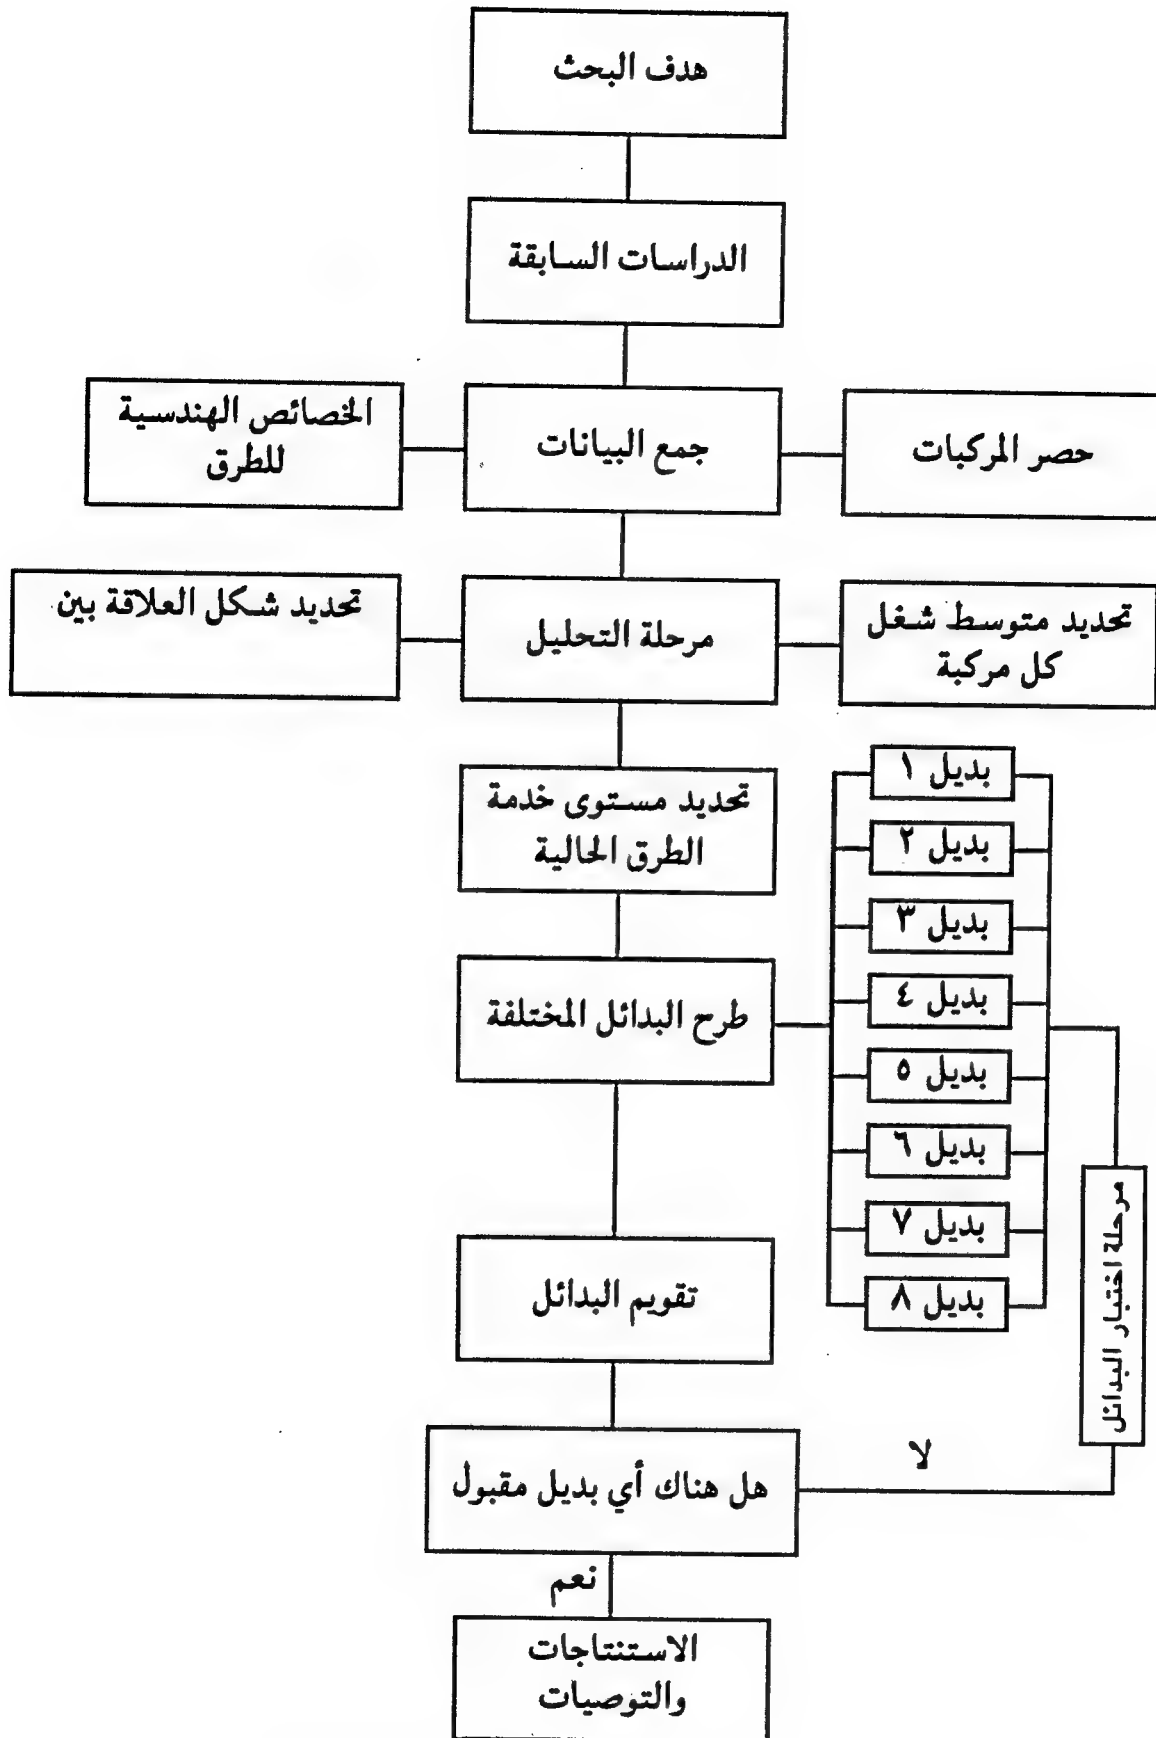 هدف البحث
الدراسات السابقة
حصر المركبات
جمع البيانات
الخصائص الهندسية
للطرق
تحديد متوسط شغل
كل مركبة
مرحلة التحليل
تحديد شكل العلاقة بين
تحديد مستوى خدمة
الطرق الحالية
بديل ١
بديل ٢
بديل ٣
بديل ٤
بديل ٥
بديل ٦
بديل ٧
بديل ٨
طرح البدائل المختلفة
مرحلة اختبار البدائل
تقويم البدائل
هل هناك أي بديل مقبول
لا
نعم
الاستنتاجات
والتوصيات